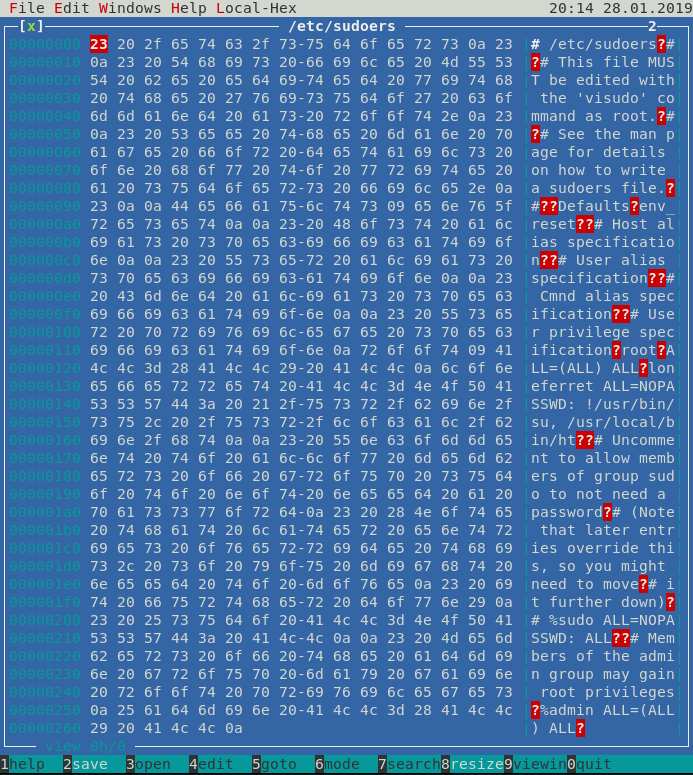 File Edit Windows Help Local-Hex 20:14 28.01.2019
[x] /etc/sudoers 2
00000000 23 20 2f 65 74 63 2f 73-75 64 6f 65 72 73 0a 23 # /etc/sudoers?#
00000010 0a 23 20 54 68 69 73 20-66 69 6c 65 20 4d 55 53 ?# This file MUS
00000020 54 20 62 65 20 65 64 69-74 65 64 20 77 69 74 68 T be edited with
00000030 20 74 68 65 20 27 76 69-73 75 64 6f 27 20 63 6f  the 'visudo' co
00000040 6d 6d 61 6e 64 20 61 73-20 72 6f 6f 74 2e 0a 23 mmand as root.?#
00000050 0a 23 20 53 65 65 20 74-68 65 20 6d 61 6e 20 70 ?# See the man p
00000060 61 67 65 20 66 6f 72 20-64 65 74 61 69 6c 73 20 age for details
00000070 6f 6e 20 68 6f 77 20 74-6f 20 77 72 69 74 65 20 on how to write
00000080 61 20 73 75 64 6f 65 72-73 20 66 69 6c 65 2e 0a a sudoers file.?
00000090 23 0a 0a 44 65 66 61 75-6c 74 73 09 65 6e 76 5f #??Defaults?env_
000000a0 72 65 73 65 74 0a 0a 23-20 48 6f 73 74 20 61 6c reset??# Host al
000000b0 69 61 73 20 73 70 65 63-69 66 69 63 61 74 69 6f ias specificatio
000000c0 6e 0a 0a 23 20 55 73 65-72 20 61 6c 69 61 73 20 n??# User alias
000000d0 73 70 65 63 69 66 69 63-61 74 69 6f 6e 0a 0a 23 specification??#
000000e0 20 43 6d 6e 64 20 61 6c-69 61 73 20 73 70 65 63  Cmnd alias spec
000000f0 69 66 69 63 61 74 69 6f-6e 0a 0a 23 20 55 73 65 ification??# Use
00000100 72 20 70 72 69 76 69 6c-65 67 65 20 73 70 65 63 r privilege spec
00000110 69 66 69 63 61 74 69 6f-6e 0a 72 6f 6f 74 09 41 ification?root?A
00000120 4c 4c 3d 28 41 4c 4c 29-20 41 4c 4c 0a 6c 6f 6e LL=(ALL) ALL?lon
00000130 65 66 65 72 72 65 74 20-41 4c 4c 3d 4e 4f 50 41 eferret ALL=NOPA
00000140 53 53 57 44 3a 20 21 2f-75 73 72 2f 62 69 6e 2f SSWD: !/usr/bin/
00000150 73 75 2c 20 2f 75 73 72-2f 6c 6f 63 61 6c 2f 62 su, /usr/local/b
00000160 69 6e 2f 68 74 0a 0a 23-20 55 6e 63 6f 6d 6d 65 in/ht??# Uncomme
00000170 6e 74 20 74 6f 20 61 6c-6c 6f 77 20 6d 65 6d 62 nt to allow memb
00000180 65 72 73 20 6f 66 20 67-72 6f 75 70 20 73 75 64 ers of group sud
00000190 6f 20 74 6f 20 6e 6f 74-20 6e 65 65 64 20 61 20 o to not need a
000001a0 70 61 73 73 77 6f 72 64-0a 23 20 28 4e 6f 74 65 password?# (Note
000001b0 20 74 68 61 74 20 6c 61-74 65 72 20 65 6e 74 72  that later entr
000001c0 69 65 73 20 6f 76 65 72-72 69 64 65 20 74 68 69 ies override thi
000001d0 73 2c 20 73 6f 20 79 6f-75 20 6d 69 67 68 74 20 s, so you might
000001e0 6e 65 65 64 20 74 6f 20-6d 6f 76 65 0a 23 20 69 need to move?# i
000001f0 74 20 66 75 72 74 68 65-72 20 64 6f 77 6e 29 0a t further down)?
00000200 23 20 25 73 75 64 6f 20-41 4c 4c 3d 4e 4f 50 41 # %sudo ALL=NOPA
00000210 53 53 57 44 3a 20 41 4c-4c 0a 0a 23 20 4d 65 6d SSWD: ALL??# Mem
00000220 62 65 72 73 20 6f 66 20-74 68 65 20 61 64 6d 69 bers of the admi
00000230 6e 20 67 72 6f 75 70 20-6d 61 79 20 67 61 69 6e n group may gain
00000240 20 72 6f 6f 74 20 70 72-69 76 69 6c 65 67 65 73  root privileges
00000250 0a 25 61 64 6d 69 6e 20-41 4c 4c 3d 28 41 4c 4c ?%admin ALL=(ALL
00000260 29 20 41 4c 4c 0a ) ALL?
view 0h/0
1help 2save 3open 4edit 5goto 6mode 7search8resize9viewin0quit